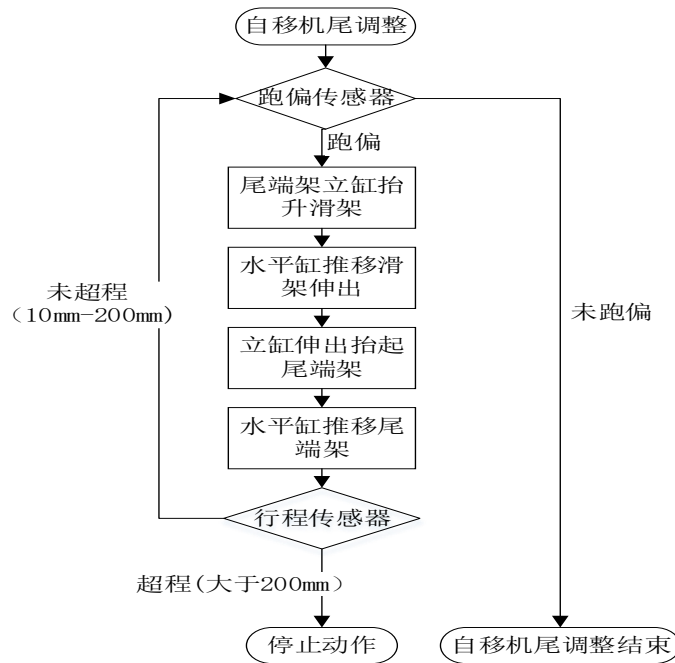 自移机尾调整
跑偏传感器
跑偏
尾端架立缸抬
升滑架
水平缸推移滑
架伸出
未超程
（10mm-200mm）
未跑偏
立缸伸出抬起
尾端架
水平缸推移尾
端架
行程传感器
超程(大于200mm)
停止动作
自移机尾调整结束